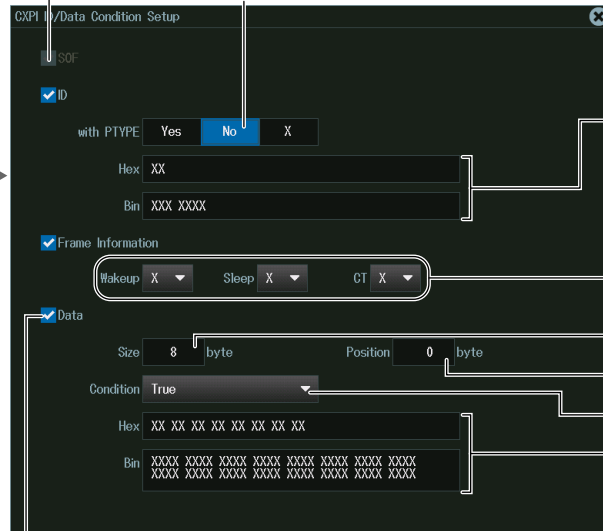 CXPI ID/Data Condition Setup
SOF
ID
with PTYPE Yes No X
Hex XX
Bin XXX XXXX
Frame Information
Wakeup X Sleep X CT X
Data
Size 8 byte Position 0 byte
Condition True
Hex XX XX XX XX XX XX XX XX
Bin XXXX XXXX XXXX XXXX XXXX XXXX XXXX XXXX
XXXX XXXX XXXX XXXX XXXX XXXX XXXX XXXX